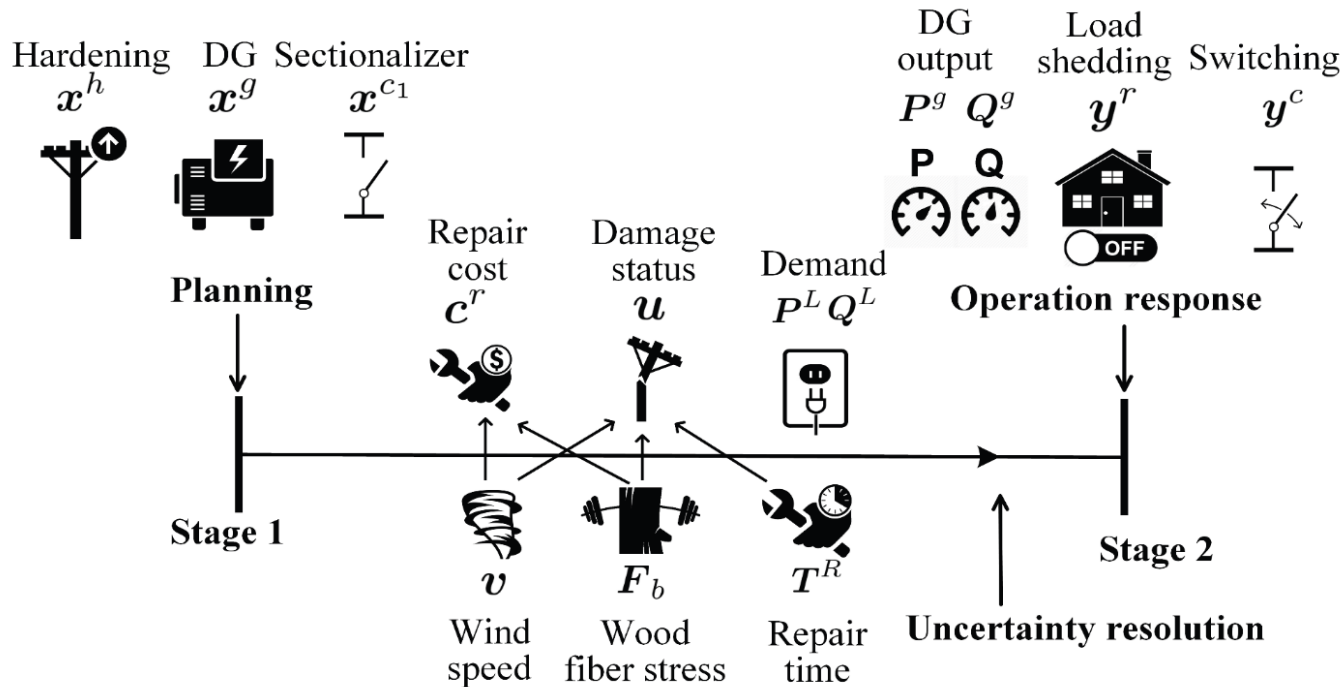 Hardening
x^h
DG
x^g
Sectionalizer
x^{c_1}
DG
output
P^g Q^g
P Q
Load
shedding
y^r
OFF
Switching
y^c
Planning
Repair
cost
c^r
$
Damage
status
u
Demand
P^L Q^L
Operation response
Stage 1
v
Wind
speed
F_b
Wood
fiber stress
T^R
Repair
time
Stage 2
Uncertainty resolution